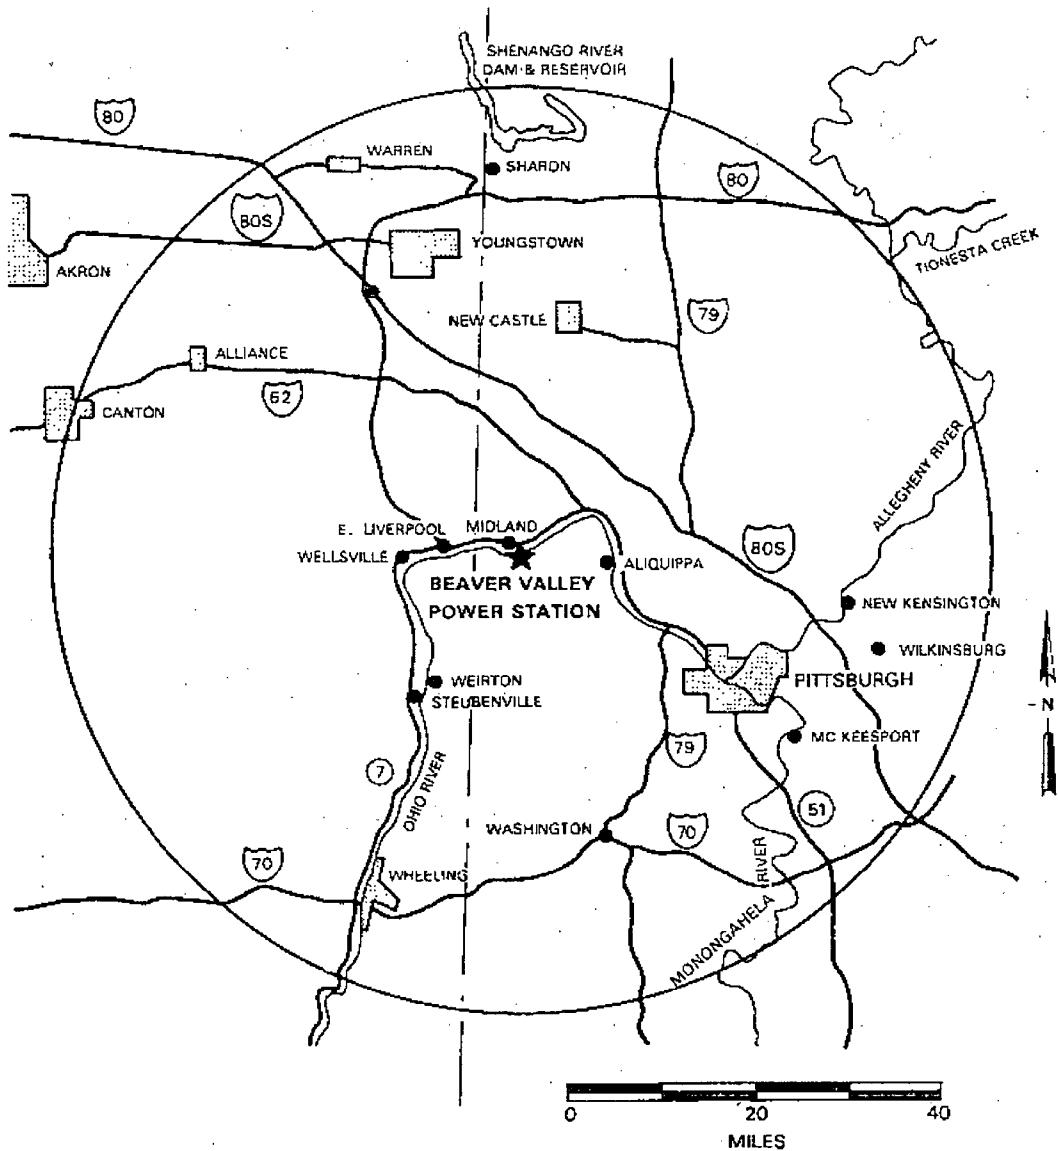 SHENANGO RIVER
DAM & RESERVOIR
80
WARREN
SHARON
80
80S
YOUNGSTOWN
TIONESTA CREEK
AKRON
NEW CASTLE
79
ALLIANCE
62
CANTON
ALLEGHENY RIVER
E. LIVERPOOL
MIDLAND
80S
WELLSVILLE
ALIQUIPPA
BEAVER VALLEY
POWER STATION
NEW KENSINGTON
WILKINSBURG
WEIRTON
PITTSBURGH
STEUBENVILLE
- N -
MC KEESPORT
79
7
OHIO RIVER
51
WASHINGTON
70
70
WHEELING
MONONGAHELA RIVER
0 20 40
MILES